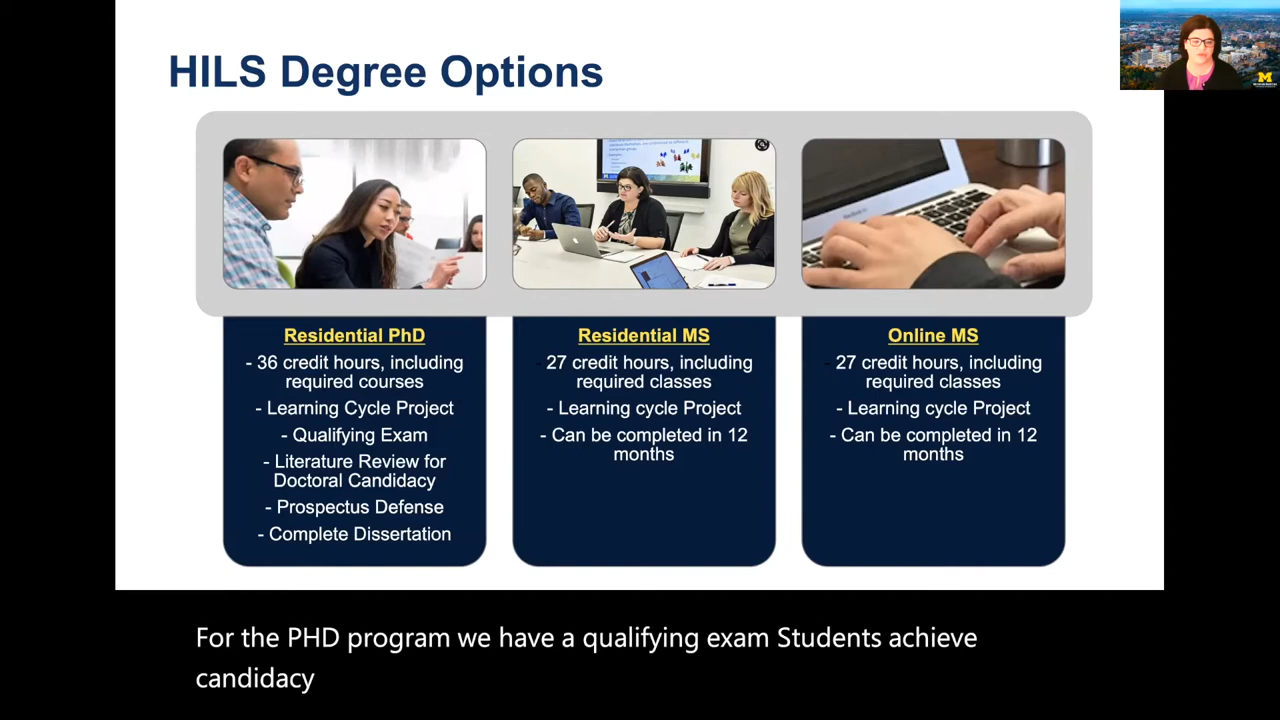 HILS Degree Options
Residential PhD
- 36 credit hours, including
required courses
- Learning Cycle Project
- Qualifying Exam
- Literature Review for
Doctoral Candidacy
- Prospectus Defense
- Complete Dissertation
Residential MS
- 27 credit hours, including
required classes
- Learning cycle Project
- Can be completed in 12
months
Online MS
- 27 credit hours, including
required classes
- Learning cycle Project
- Can be completed in 12
months
For the PHD program we have a qualifying exam Students achieve
candidacy